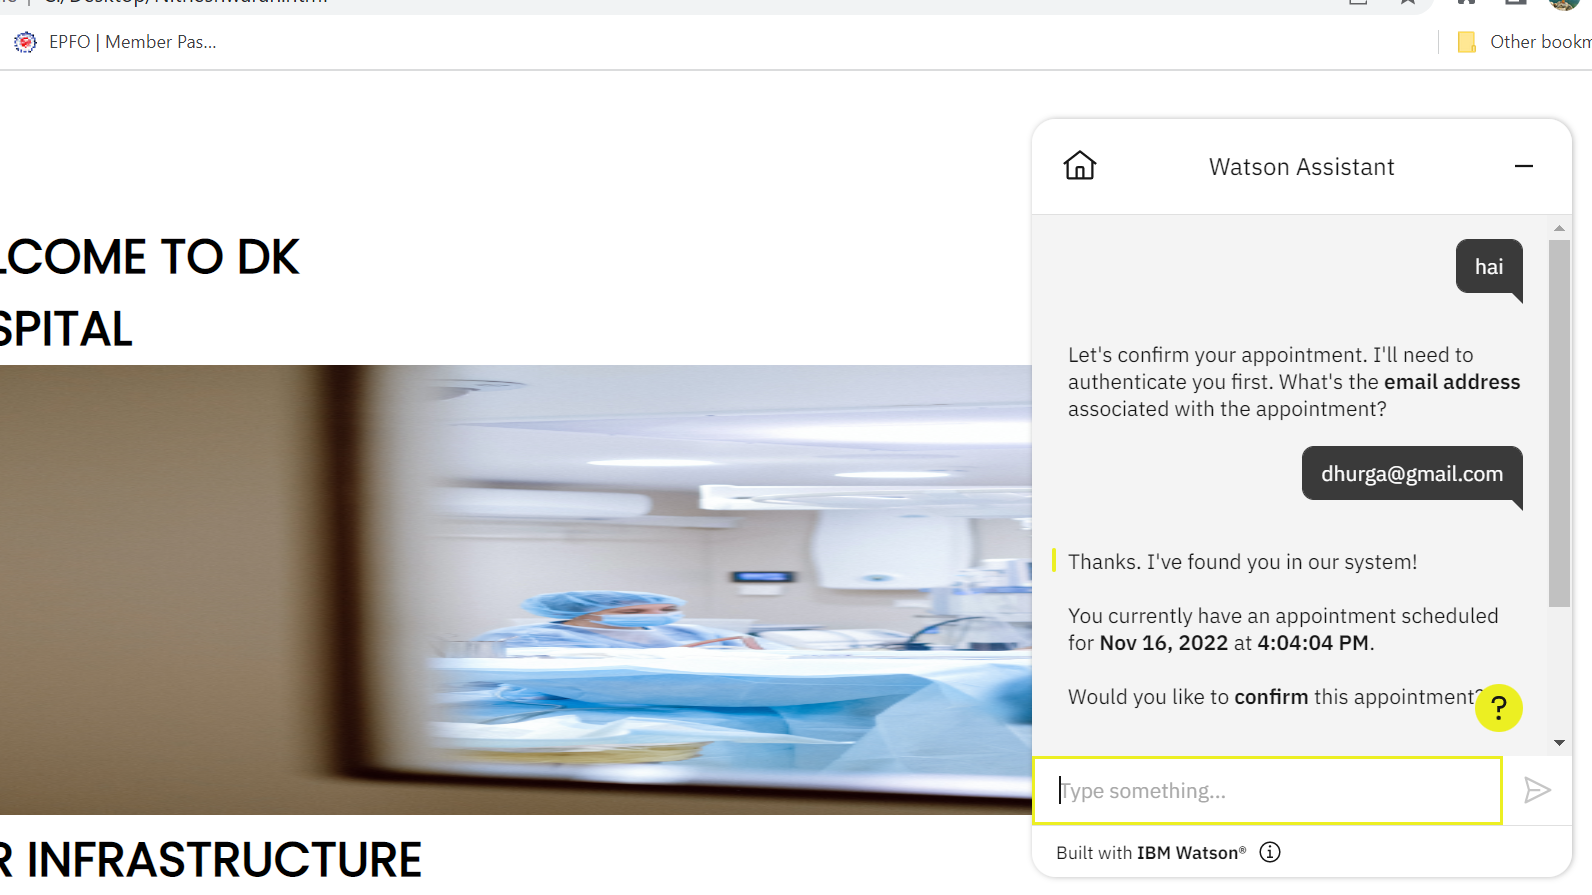 EPFO | Member Pas...
Other bookm
LCOME TO DK
SPITAL
R INFRASTRUCTURE
Watson Assistant
hai
Let's confirm your appointment. I'll need to
authenticate you first. What's the email address
associated with the appointment?
dhurga@gmail.com
Thanks. I've found you in our system!
You currently have an appointment scheduled
for Nov 16, 2022 at 4:04:04 PM.
Would you like to confirm this appointment?
?
Type something...
Built with IBM Watson®